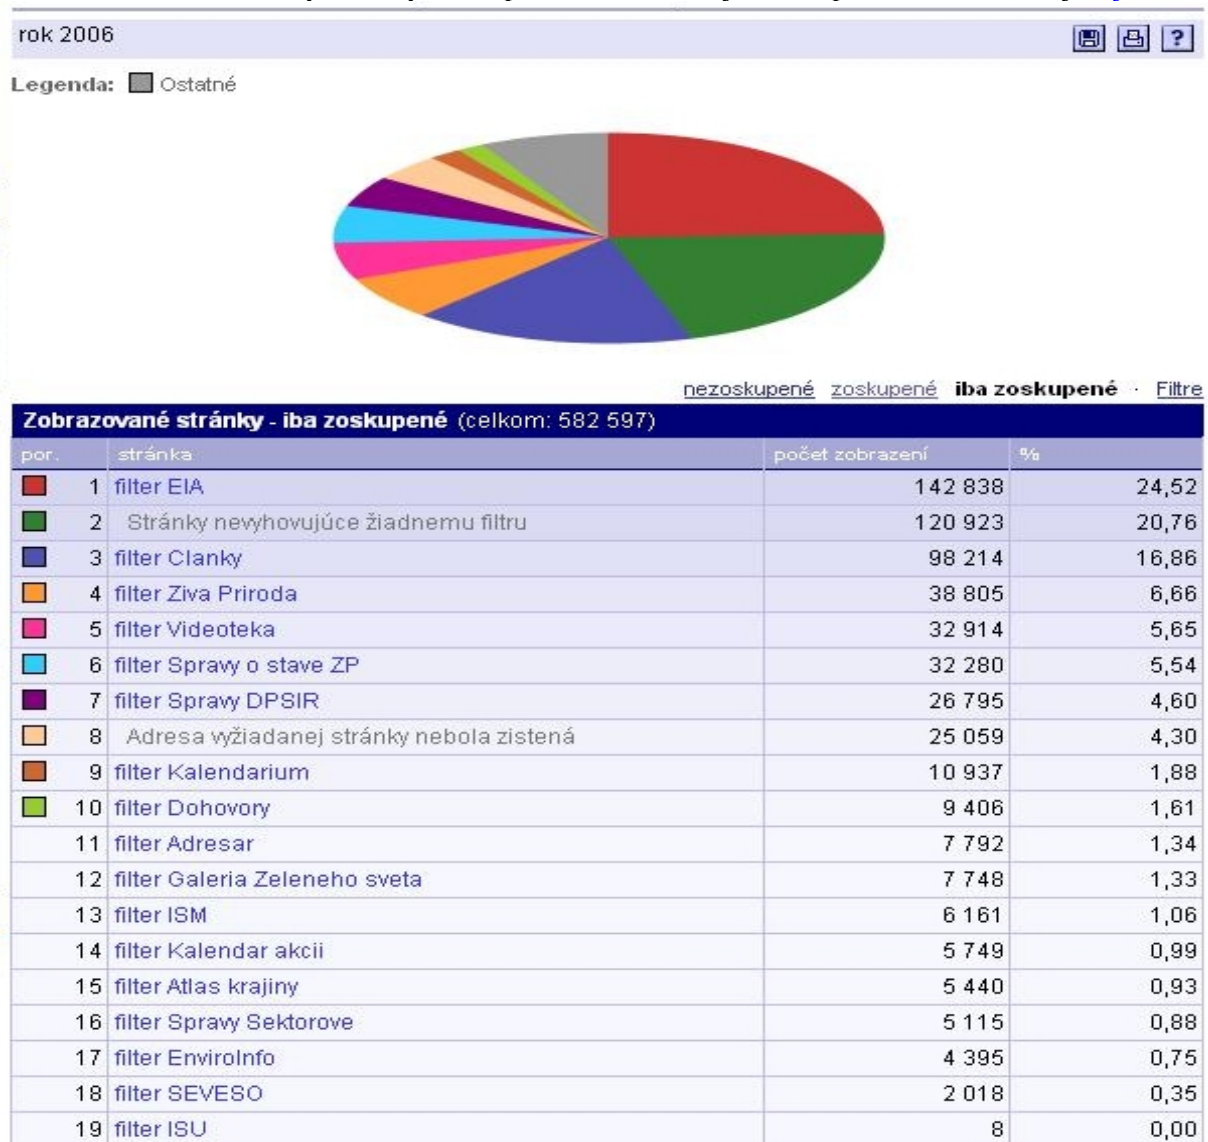 rok 2006
?
Legenda: Ostatné
nezoskupené zoskupené iba zoskupené · Filtre
Zobrazované stránky - iba zoskupené (celkom: 582 597)
por. stránka počet zobrazení %
1 filter EIA 142 838 24,52
2 Stránky nevyhovujúce žiadnemu filtru 120 923 20,76
3 filter Clanky 98 214 16,86
4 filter Ziva Priroda 38 805 6,66
5 filter Videoteka 32 914 5,65
6 filter Spravy o stave ZP 32 280 5,54
7 filter Spravy DPSIR 26 795 4,60
8 Adresa vyžiadanej stránky nebola zistená 25 059 4,30
9 filter Kalendarium 10 937 1,88
10 filter Dohovory 9 406 1,61
11 filter Adresar 7 792 1,34
12 filter Galeria Zeleneho sveta 7 748 1,33
13 filter ISM 6 161 1,06
14 filter Kalendar akcii 5 749 0,99
15 filter Atlas krajiny 5 440 0,93
16 filter Spravy Sektorove 5 115 0,88
17 filter EnviroInfo 4 395 0,75
18 filter SEVESO 2 018 0,35
19 filter ISU 8 0,00